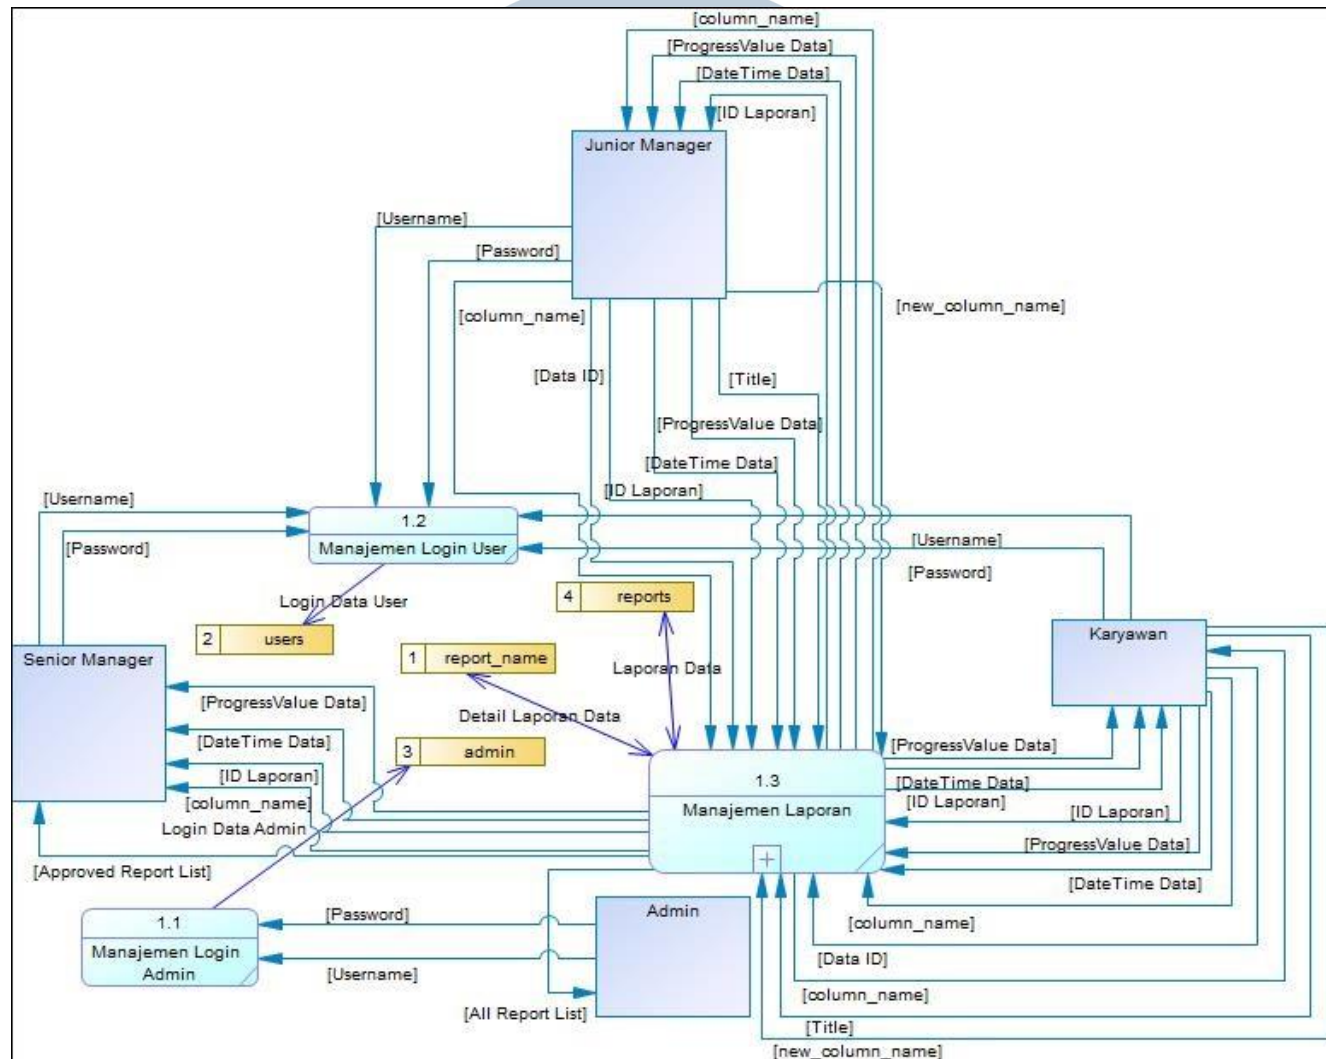 [column_name]
[ProgressValue Data]
[DateTime Data]
[ID Laporan]
Junior Manager
[Username]
[Password]
[column_name]
[new_column_name]
[Data ID]
[Title]
[ProgressValue Data]
[DateTime Data]
[ID Laporan]
[Username]
[Password]
1.2
Manajemen Login User
[Username]
[Password]
Login Data User
4 reports
2 users
Karyawan
Senior Manager
1 report_name
Laporan Data
[ProgressValue Data]
Detail Laporan Data
[DateTime Data]
3 admin
[ProgressValue Data]
[ID Laporan]
1.3
[DateTime Data]
[column_name]
Manajemen Laporan
[ID Laporan]
[ID Laporan]
Login Data Admin
[ProgressValue Data]
[Approved Report List]
[DateTime Data]
1.1
Manajemen Login
Admin
[Password]
Admin
[column_name]
[Username]
[Data ID]
[column_name]
[All Report List]
[Title]
[new_column_name]